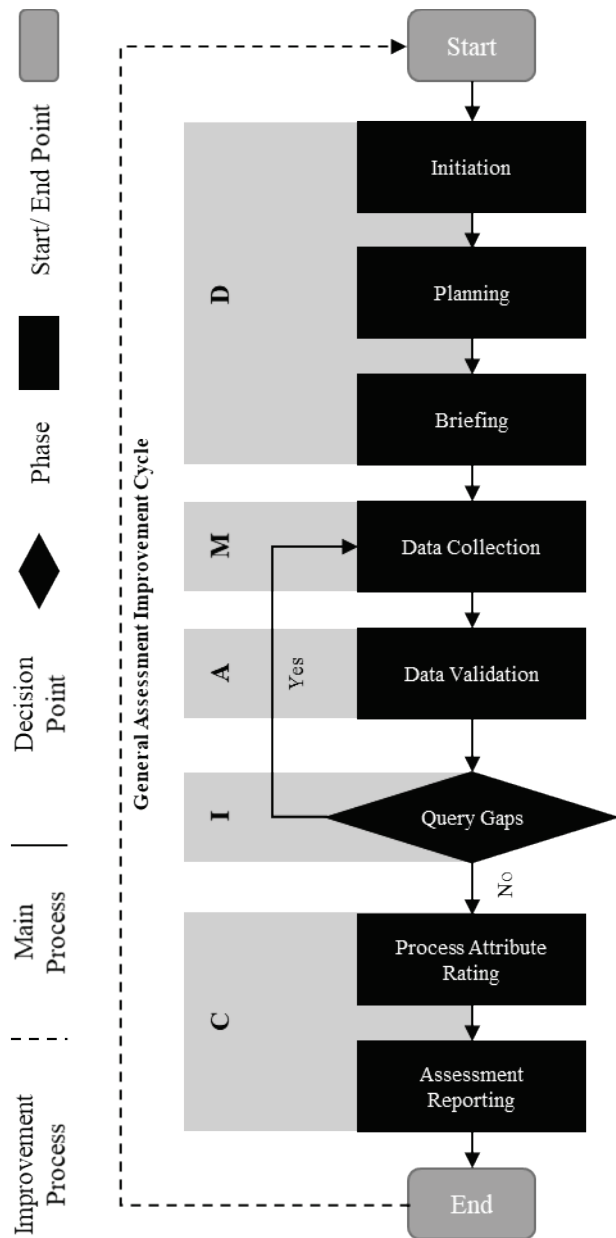 Start
Initiation
Planning
D
Briefing
Data Collection
M
Data Validation
A
Yes
Query Gaps
I
No
Process Attribute
Rating
C
Assessment
Reporting
End
General Assessment Improvement Cycle
Start/ End Point
Phase
Decision
Point
Main
Process
Improvement
Process